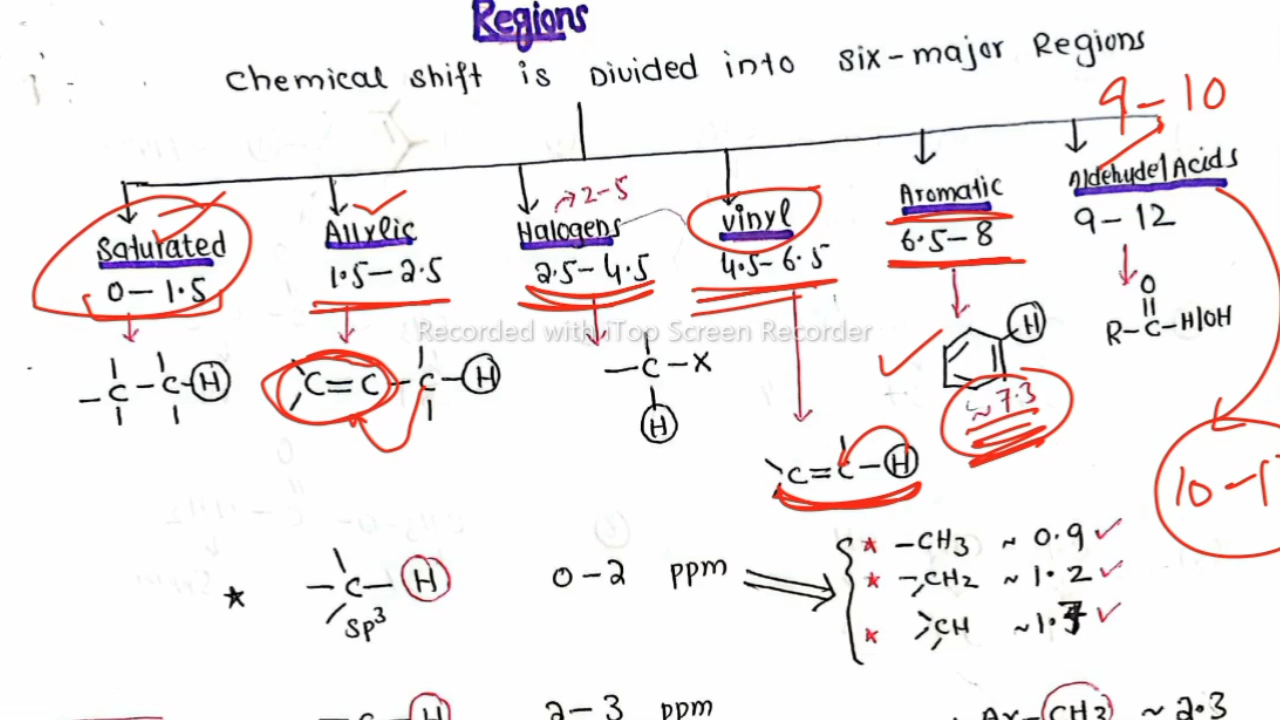 Regions
Chemical shift is Divided into six-major Regions
9-10
Saturated
0-1.5
Allylic
1.5-2.5
→2-5
Halogens
2.5-4.5
vinyl
4.5-6.5
Aromatic
6.5-8
Aldehyde/Acids
9-12
Recorded with iTop Screen Recorder
-C-C-H
C=C-C-H
-C-X
H
C=C-H
H
~7.3
O
R-C-H/OH
10-1
★ -C-H 0-2 ppm
Sp3
★ -CH3 ~ 0.9 ✓
★ -CH2 ~ 1.2 ✓
★ CH ✓
C-H 2-3 ppm
Ar-CH3 ~ 2.3